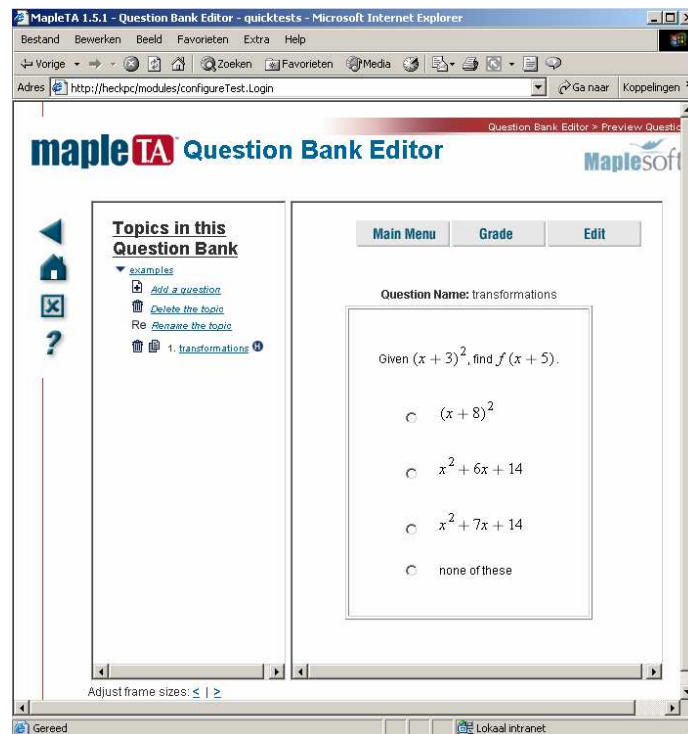 MapleTA 1.5.1 - Question Bank Editor - quicktests - Microsoft Internet Explorer
Bestand Bewerken Beeld Favorieten Extra Help
Vorige Zoeken Favorieten Media
Adres http://heckpc/modules/configureTest.Login Ga naar Koppelingen
Question Bank Editor > Preview Questio
maple TA Question Bank Editor
Maplesoft
Topics in this
Question Bank
examples
Add a question
Delete the topic
Re Rename the topic
1. transformations H
Main Menu Grade Edit
Question Name: transformations
Given (x + 3)², find f (x + 5).
(x + 8)²
x² + 6x + 14
x² + 7x + 14
none of these
Adjust frame sizes: < | >
Gereed Lokaal intranet